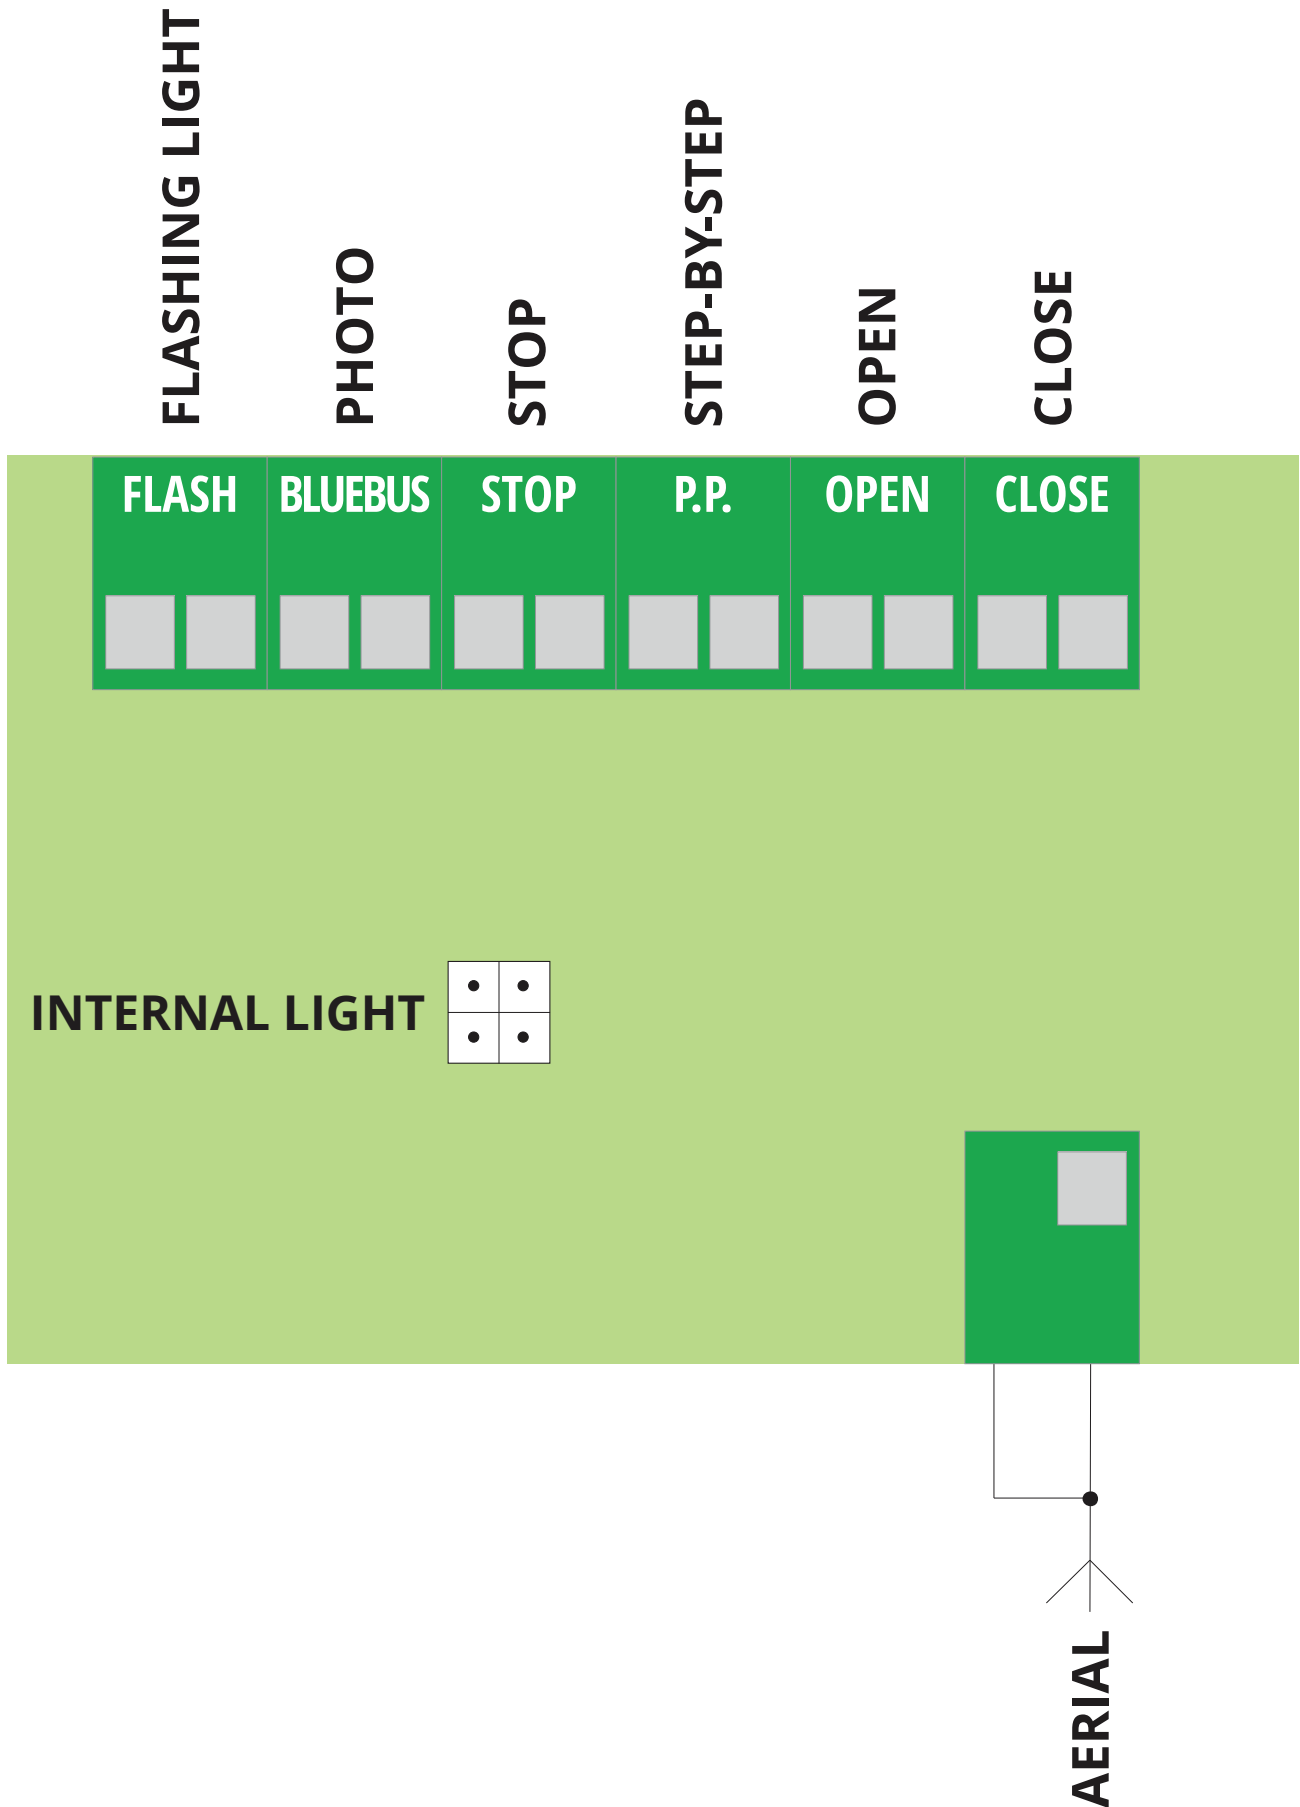 FLASHING LIGHT
PHOTO
STOP
STEP-BY-STEP
OPEN
CLOSE
FLASH
BLUEBUS
STOP
P.P.
OPEN
CLOSE
INTERNAL LIGHT
AERIAL